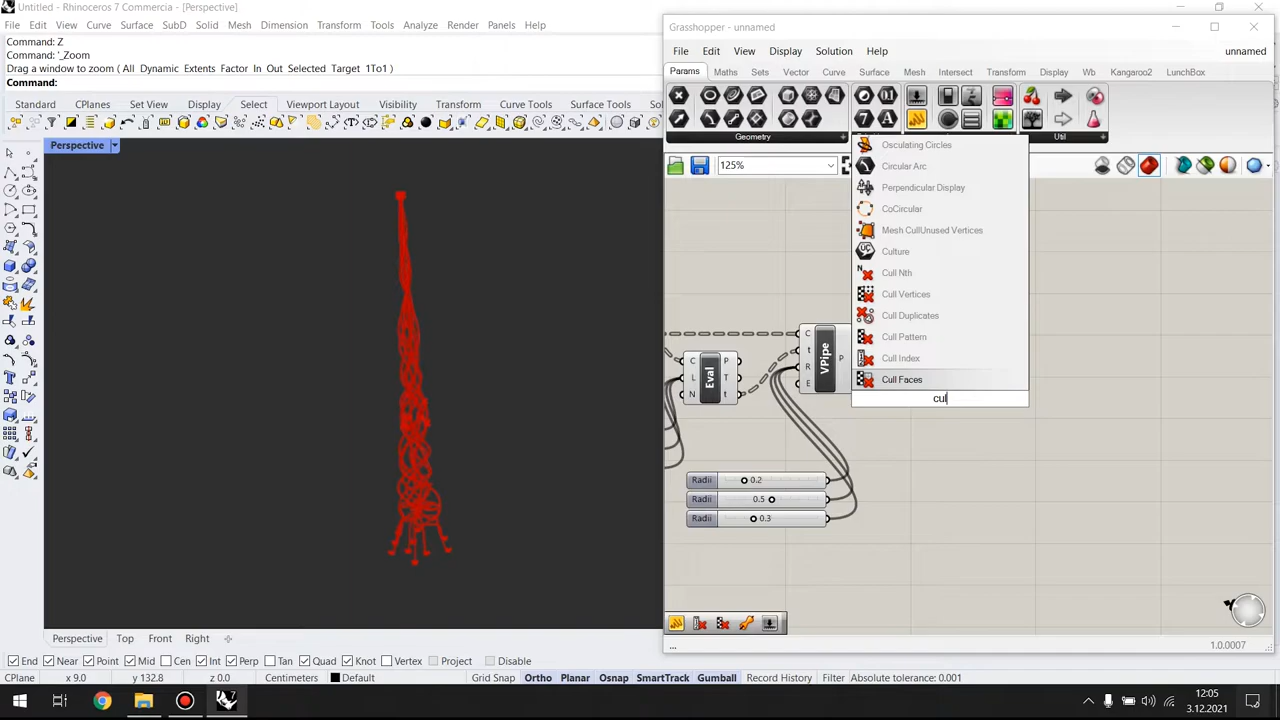 Untitled - Rhinoceros 7 Commercia - [Perspective]
File Edit View Curve Surface SubD Solid Mesh Dimension Transform Tools Analyze Render Panels Help
Command: Z
Command: '_Zoom
Drag a window to zoom ( All Dynamic Extents Factor In Out Selected Target 1To1 )
Command:
Standard CPlanes Set View Display Select Viewport Layout Visibility Transform Curve Tools Surface Tools So
Perspective
Grasshopper - unnamed
File Edit View Display Solution Help unnamed
Params Maths Sets Vector Curve Surface Mesh Intersect Transform Display Wb Kangaroo2 LunchBox
Geometry Util
125%
Osculating Circles
Circular Arc
Perpendicular Display
CoCircular
Mesh CullUnused Vertices
Culture
Cull Nth
Cull Vertices
Cull Duplicates
Cull Pattern
Cull Index
Cull Faces
cul
C
L
N
Eval
P
T
t
C
t
R
E
VPipe
P
Radii 0.2
Radii 0.5
Radii 0.3
... 1.0.0007
Perspective Top Front Right
End Near Point Mid Cen Int Perp Tan Quad Knot Vertex Project Disable
CPlane x 9.0 y 132.8 z 0.0 Centimeters Default Grid Snap Ortho Planar Osnap SmartTrack Gumball Record History Filter Absolute tolerance: 0.001
12:05
3.12.2021